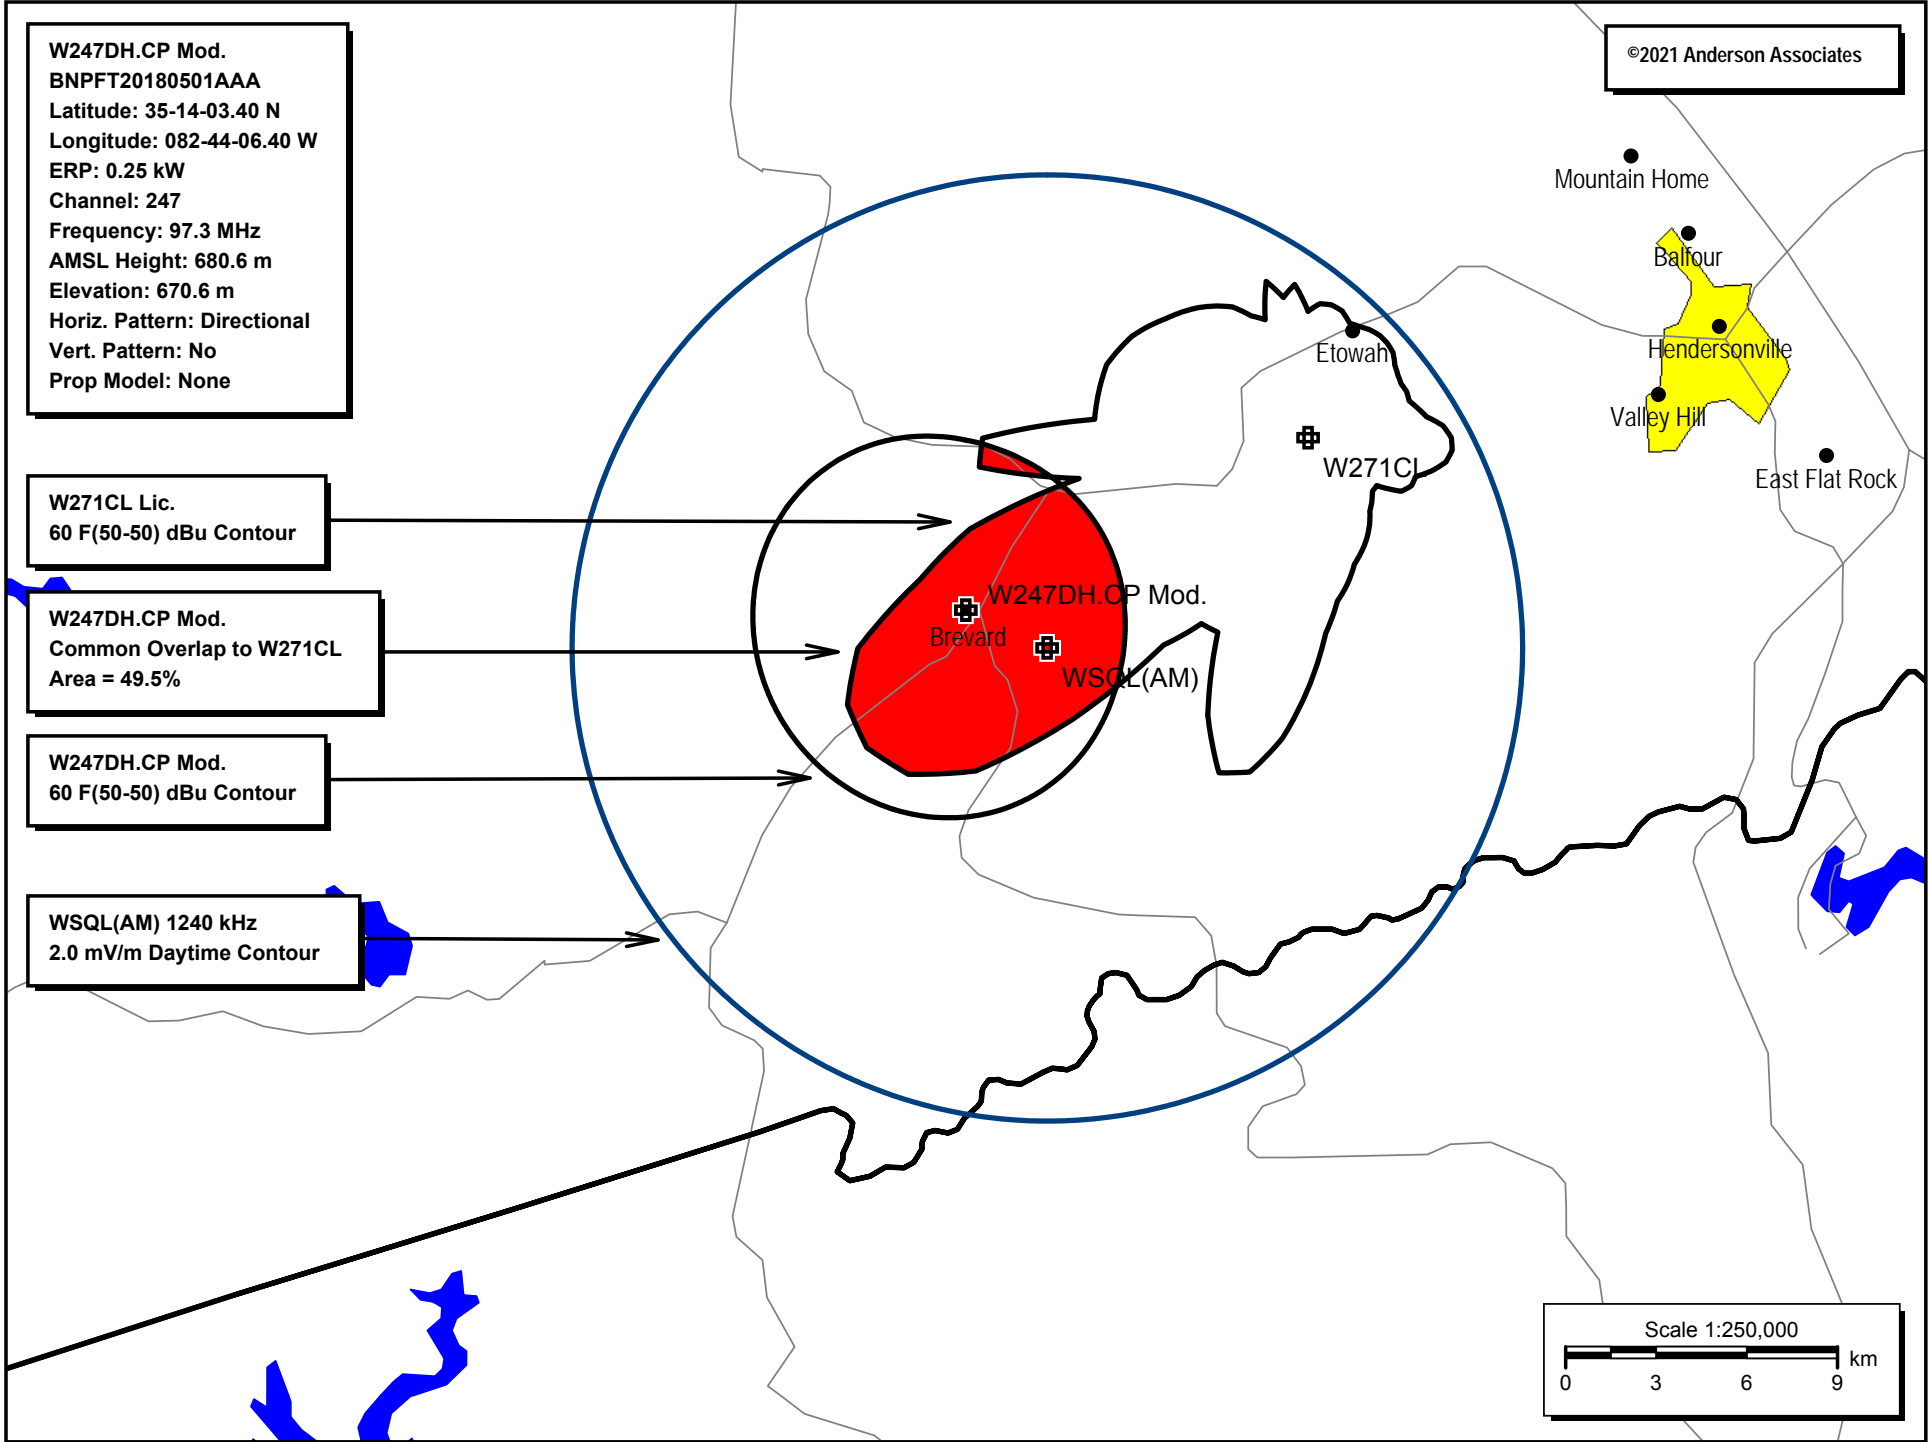 W247DH.CP Mod.
BNPFT20180501AAA
Latitude: 35-14-03.40 N
Longitude: 082-44-06.40 W
ERP: 0.25 kW
Channel: 247
Frequency: 97.3 MHz
AMSL Height: 680.6 m
Elevation: 670.6 m
Horiz. Pattern: Directional
Vert. Pattern: No
Prop Model: None
©2021 Anderson Associates
Mountain Home
Balfour
Hendersonville
Valley Hill
East Flat Rock
Etowah
W271CL
W271CL Lic.
60 F(50-50) dBu Contour
W247DH.CP Mod.
Common Overlap to W271CL
Area = 49.5%
W247DH.CP Mod.
Brevard
WSQL(AM)
W247DH.CP Mod.
60 F(50-50) dBu Contour
WSQL(AM) 1240 kHz
2.0 mV/m Daytime Contour
Scale 1:250,000
km
0 3 6 9